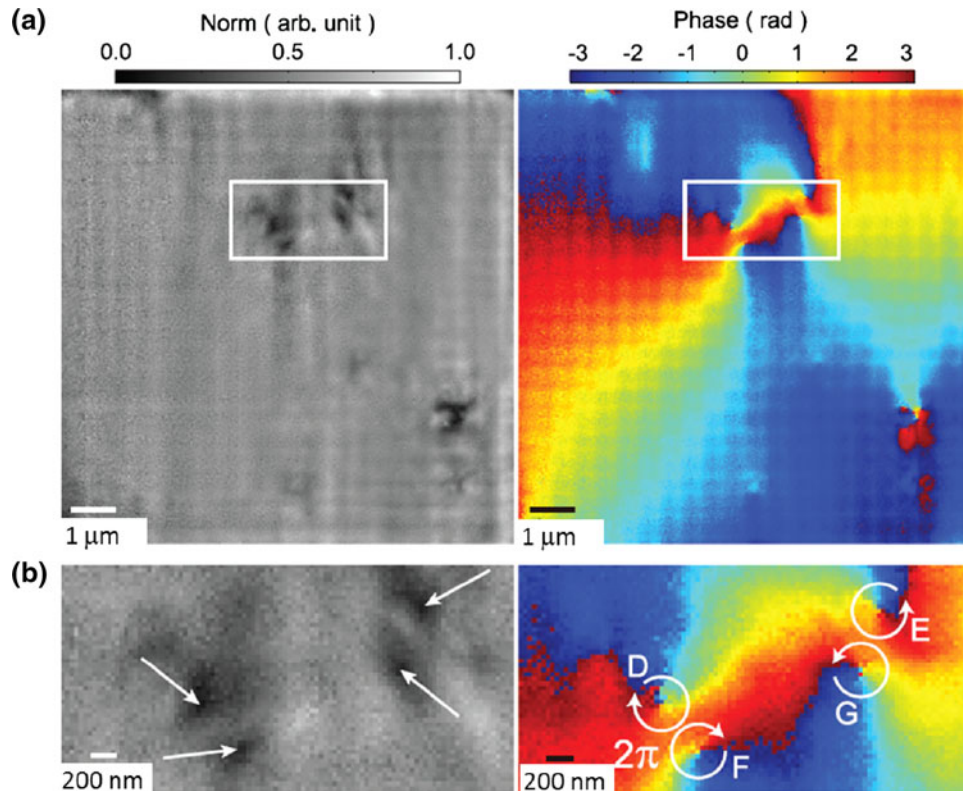 (a)
Norm ( arb. unit )
0.0 0.5 1.0
Phase ( rad )
-3 -2 -1 0 1 2 3
1 μm
1 μm
(b)
200 nm
D
E
G
2π
F
200 nm